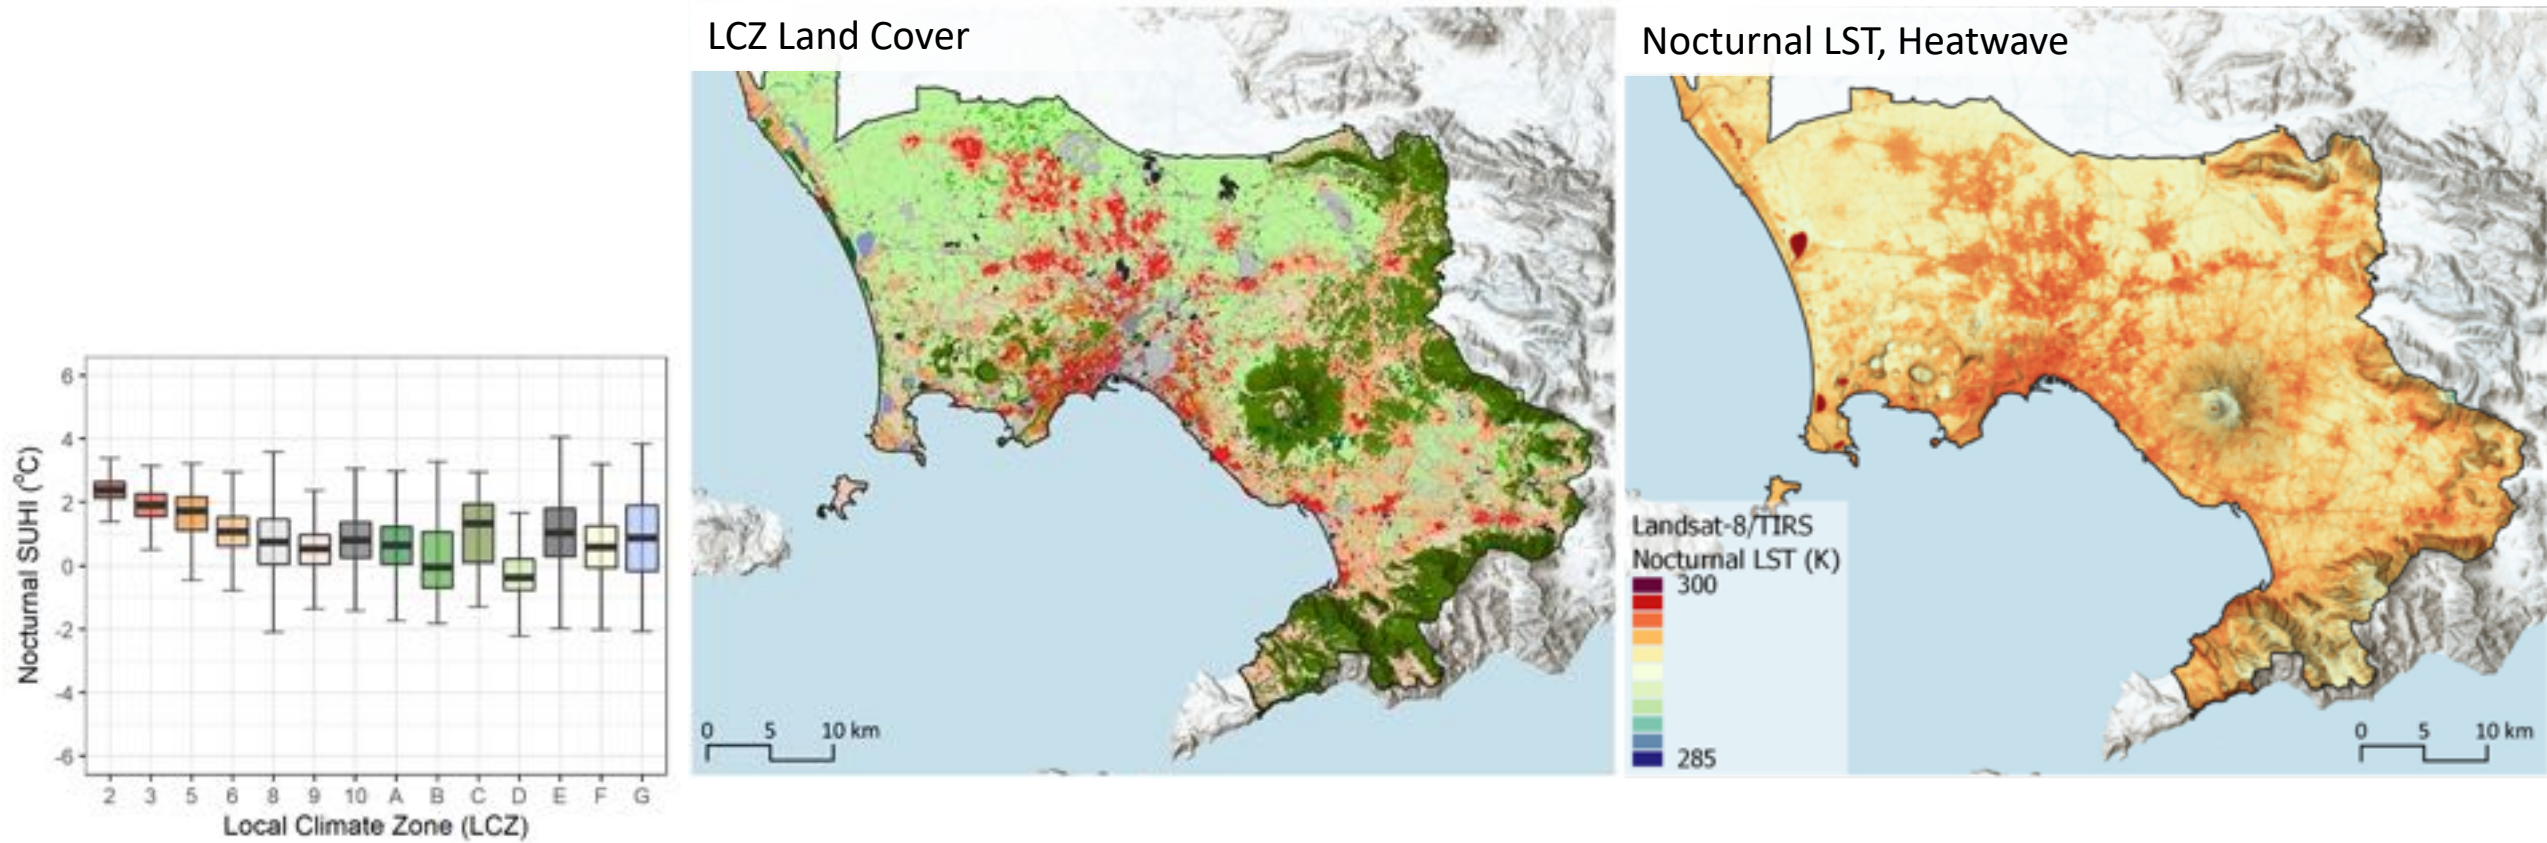 LCZ Land Cover
Nocturnal LST, Heatwave
6
4
2
0
-2
-4
-6
Nocturnal SUHI (°C)
2 3 5 6 8 9 10 A B C D E F G
Local Climate Zone (LCZ)
0 5 10 km
Landsat-8/TIRS
Nocturnal LST (K)
300
285
0 5 10 km